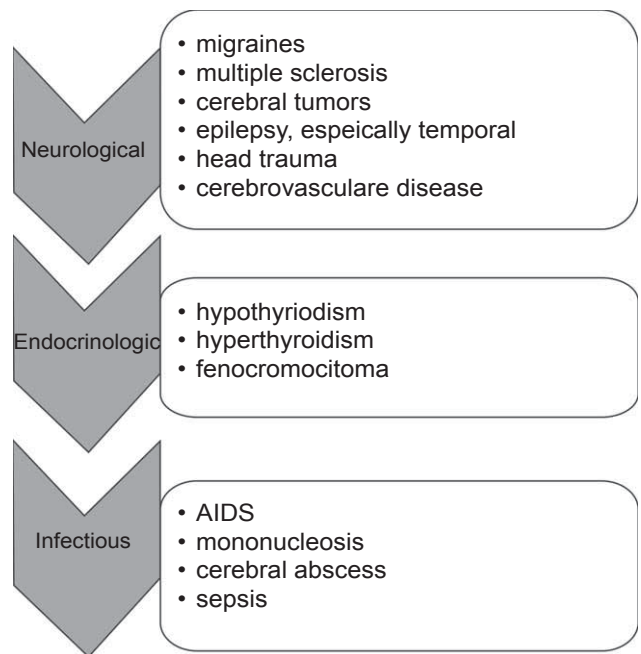 Neurological
• migraines
• multiple sclerosis
• cerebral tumors
• epilepsy, espeically temporal
• head trauma
• cerebrovasculare disease
Endocrinologic
• hypothyriodism
• hyperthyroidism
• fenocromocitoma
Infectious
• AIDS
• mononucleosis
• cerebral abscess
• sepsis